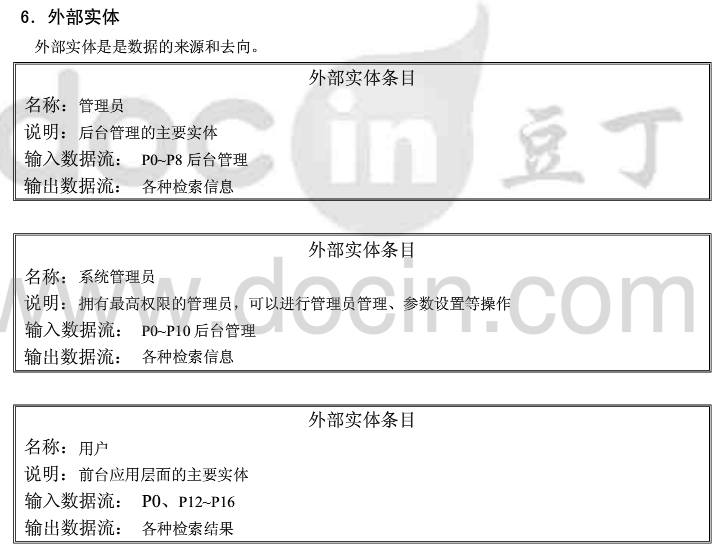 6．外部实体
外部实体是是数据的来源和去向。
外部实体条目
名称：管理员
说明：后台管理的主要实体
输入数据流： P0~P8 后台管理
输出数据流： 各种检索信息
外部实体条目
名称：系统管理员
说明：拥有最高权限的管理员，可以进行管理员管理、参数设置等操作
输入数据流： P0~P10 后台管理
输出数据流： 各种检索信息
外部实体条目
名称：用户
说明：前台应用层面的主要实体
输入数据流： P0、P12~P16
输出数据流： 各种检索结果
docin 豆丁
www.docin.com